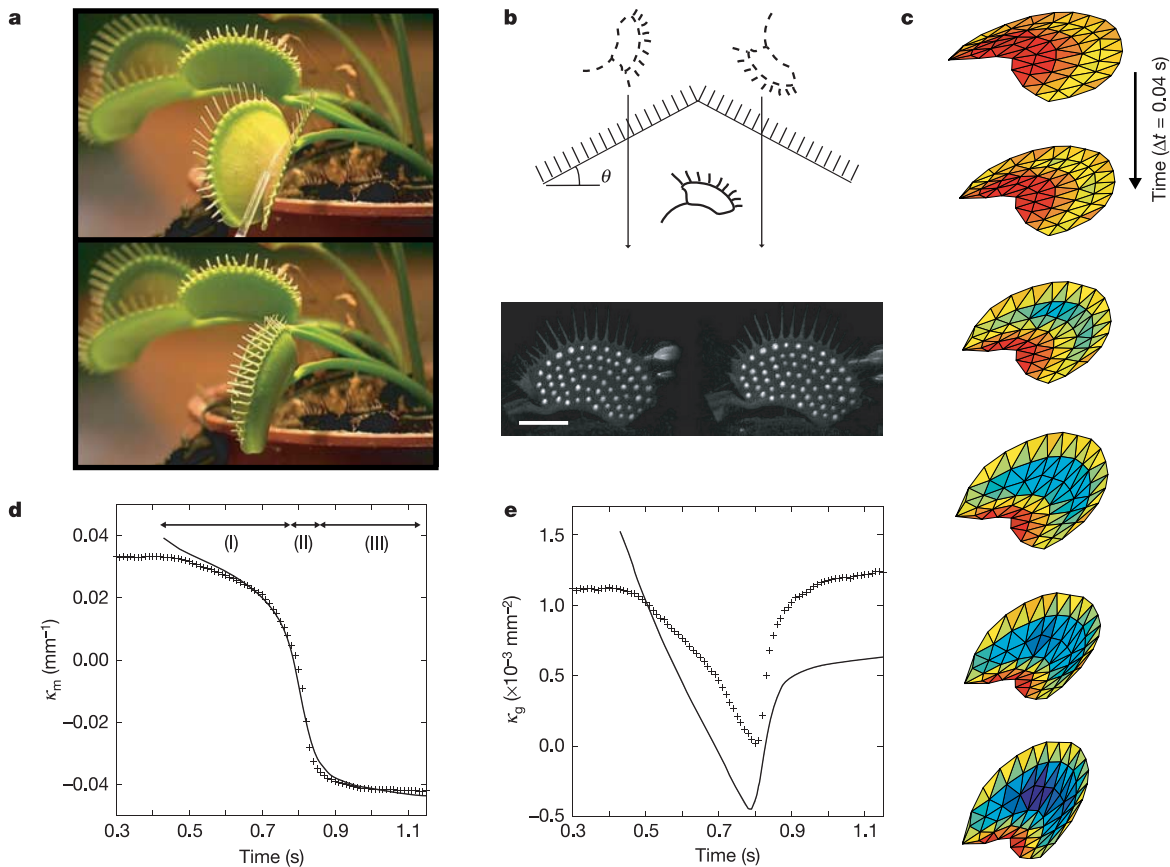 a
b
c
θ
Time (Δt = 0.04 s)
d
(I)
(II)
(III)
0.04
0.02
0.00
−0.02
−0.04
κm (mm−1)
0.3 0.5 0.7 0.9 1.1
Time (s)
e
1.5
1.0
0.5
0.0
−0.5
κg (×10−3 mm−2)
0.3 0.5 0.7 0.9 1.1
Time (s)